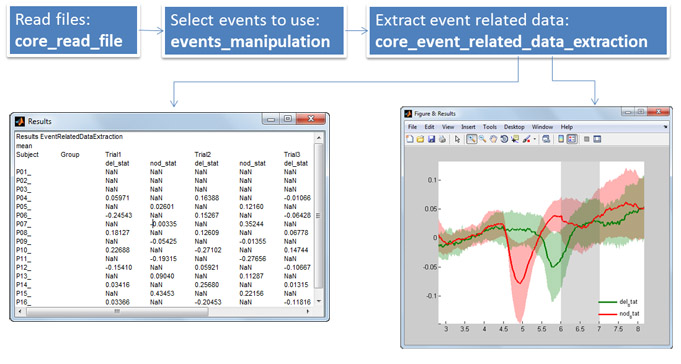 Read files:
core_read_file
Select events to use:
events_manipulation
Extract event related data:
core_event_related_data_extraction
Results
Results EventRelatedDataExtraction
mean
Subject Group Trial1 Trial2 Trial3
del_stat nod_stat del_stat nod_stat del_stat
P01_ NaN NaN NaN NaN NaN
P02_ NaN NaN NaN NaN NaN
P03_ NaN NaN NaN NaN NaN
P04_ 0.05971 NaN 0.16388 NaN -0.01066
P05_ NaN 0.02601 NaN 0.12160 NaN
P06_ -0.24543 NaN 0.15267 NaN -0.06428
P07_ NaN 0.00335 NaN 0.35244 NaN
P08_ 0.18127 NaN 0.12609 NaN 0.06778
P09_ NaN -0.05425 NaN -0.01355 NaN
P10_ 0.22688 NaN -0.27102 NaN 0.14744
P11_ NaN -0.19315 NaN -0.27656 NaN
P12_ -0.15410 NaN 0.05921 NaN -0.10667
P13_ NaN 0.09040 NaN 0.11287 NaN
P14_ 0.03416 NaN 0.25680 NaN 0.01315
P15_ NaN 0.43453 NaN 0.22156 NaN
P16_ 0.03366 NaN -0.20453 NaN -0.11816
Figure 8: Results
File Edit View Insert Tools Desktop Window Help
0.1
0.05
0
-0.05
-0.1
del_stat
nod_stat
3 3.5 4 4.5 5 5.5 6 6.5 7 7.5 8